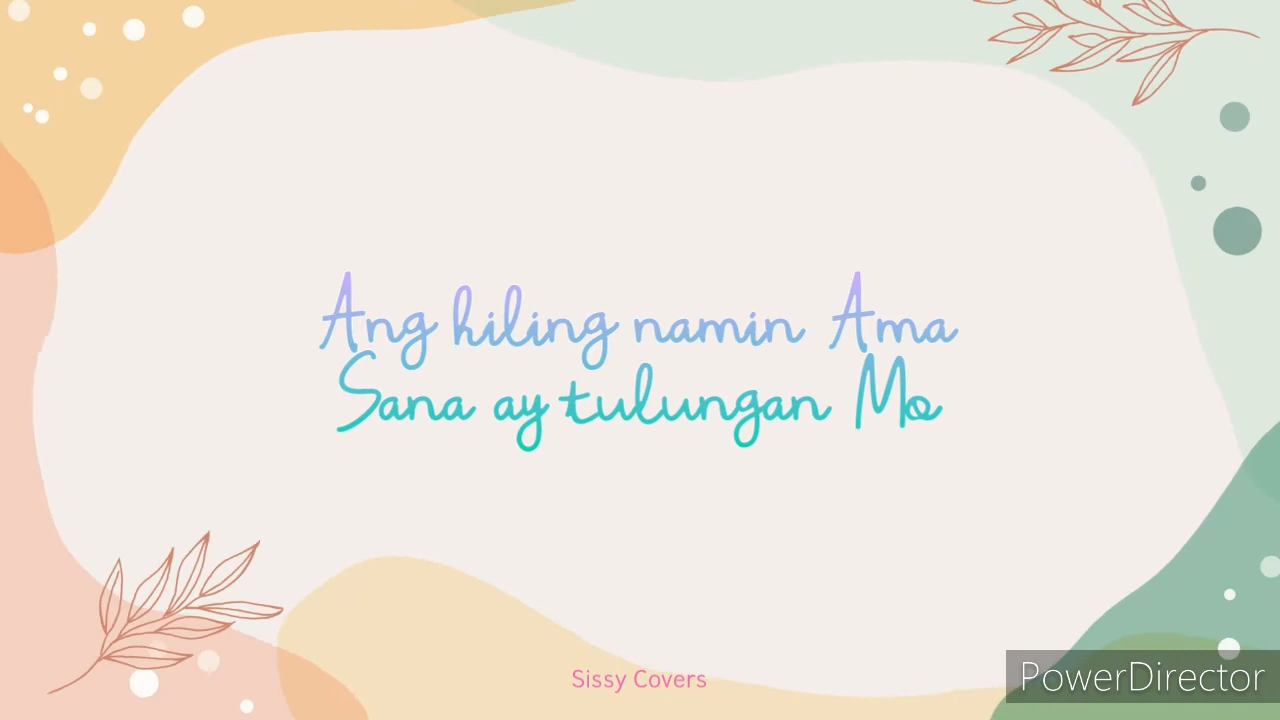 Ang hiling namin Ama
Sana ay tulungan Mo
Sissy Covers
PowerDirector